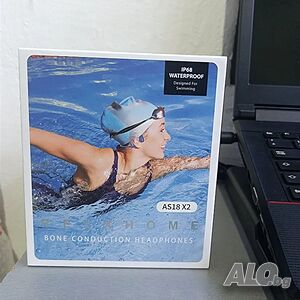 IP68
WATERPROOF
Designed For
Swimming
AS18 X2
BONE CONDUCTION HEADPHONES
ALO.bg